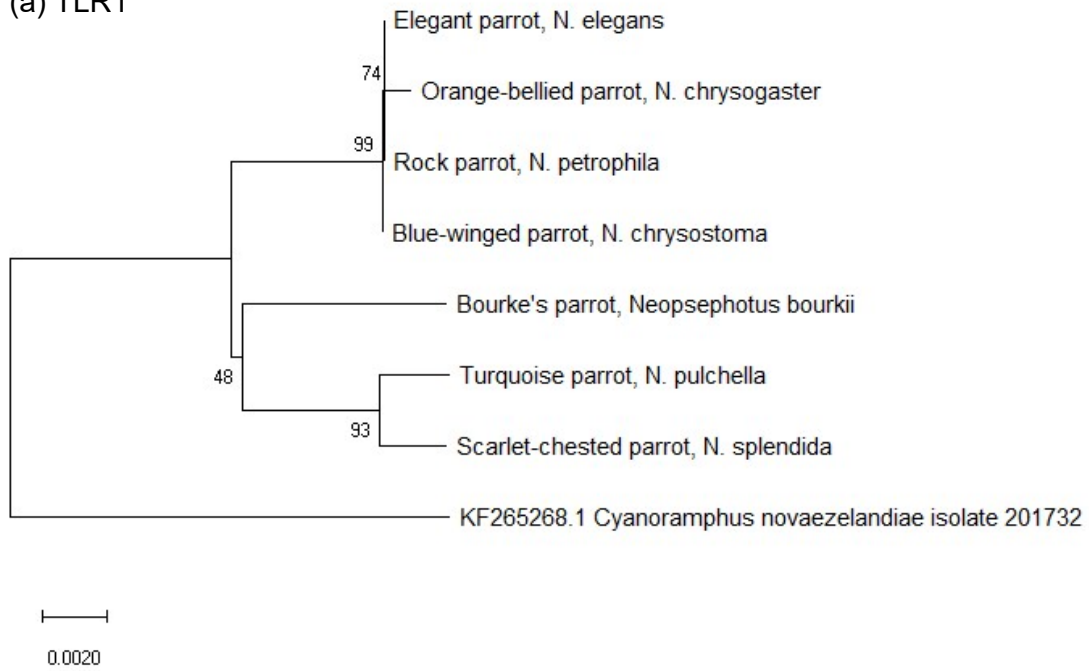 (a) TLR1
Elegant parrot, N. elegans
74
Orange-bellied parrot, N. chrysogaster
99
Rock parrot, N. petrophila
Blue-winged parrot, N. chrysostoma
Bourke's parrot, Neopsephotus bourkii
48
Turquoise parrot, N. pulchella
93
Scarlet-chested parrot, N. splendida
KF265268.1 Cyanoramphus novaezelandiae isolate 201732
0.0020